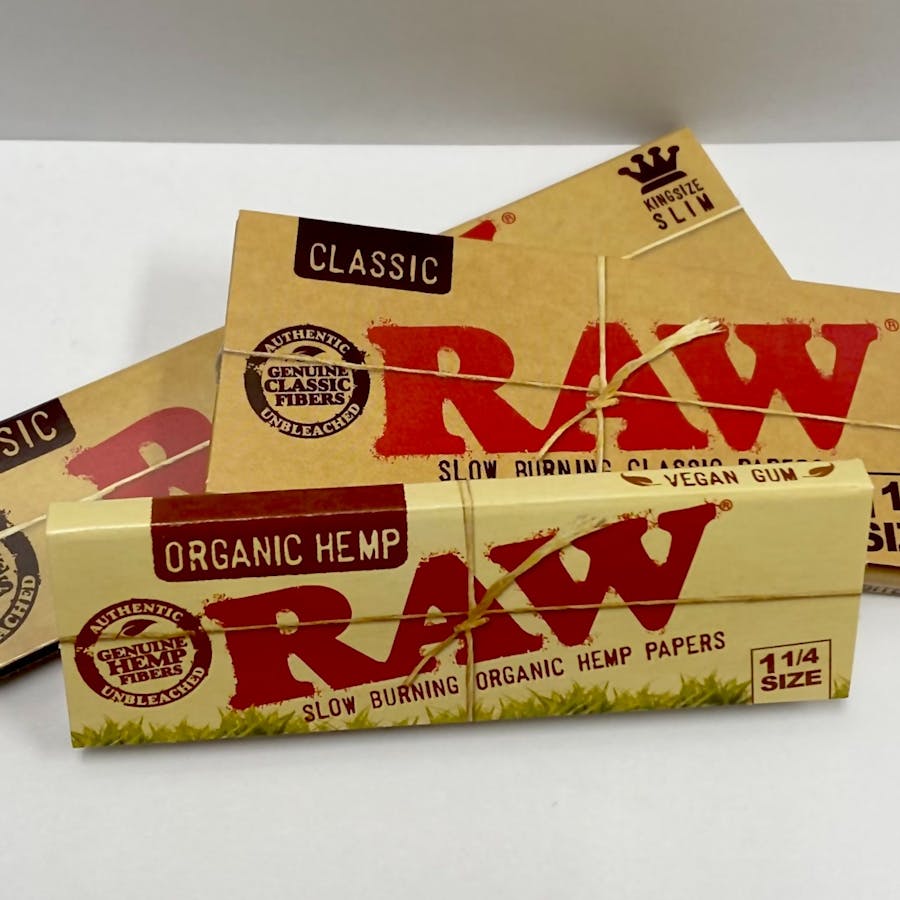 KINGSIZE
SLIM
®
CLASSIC
AUTHENTIC
GENUINE
CLASSIC
FIBERS
UNBLEACHED
RAW®
SLOW BURNING CLASSIC PAPERS
ORGANIC HEMP
VEGAN GUM
AUTHENTIC
GENUINE
HEMP
FIBERS
UNBLEACHED
RAW®
SLOW BURNING ORGANIC HEMP PAPERS
1 1/4
SIZE